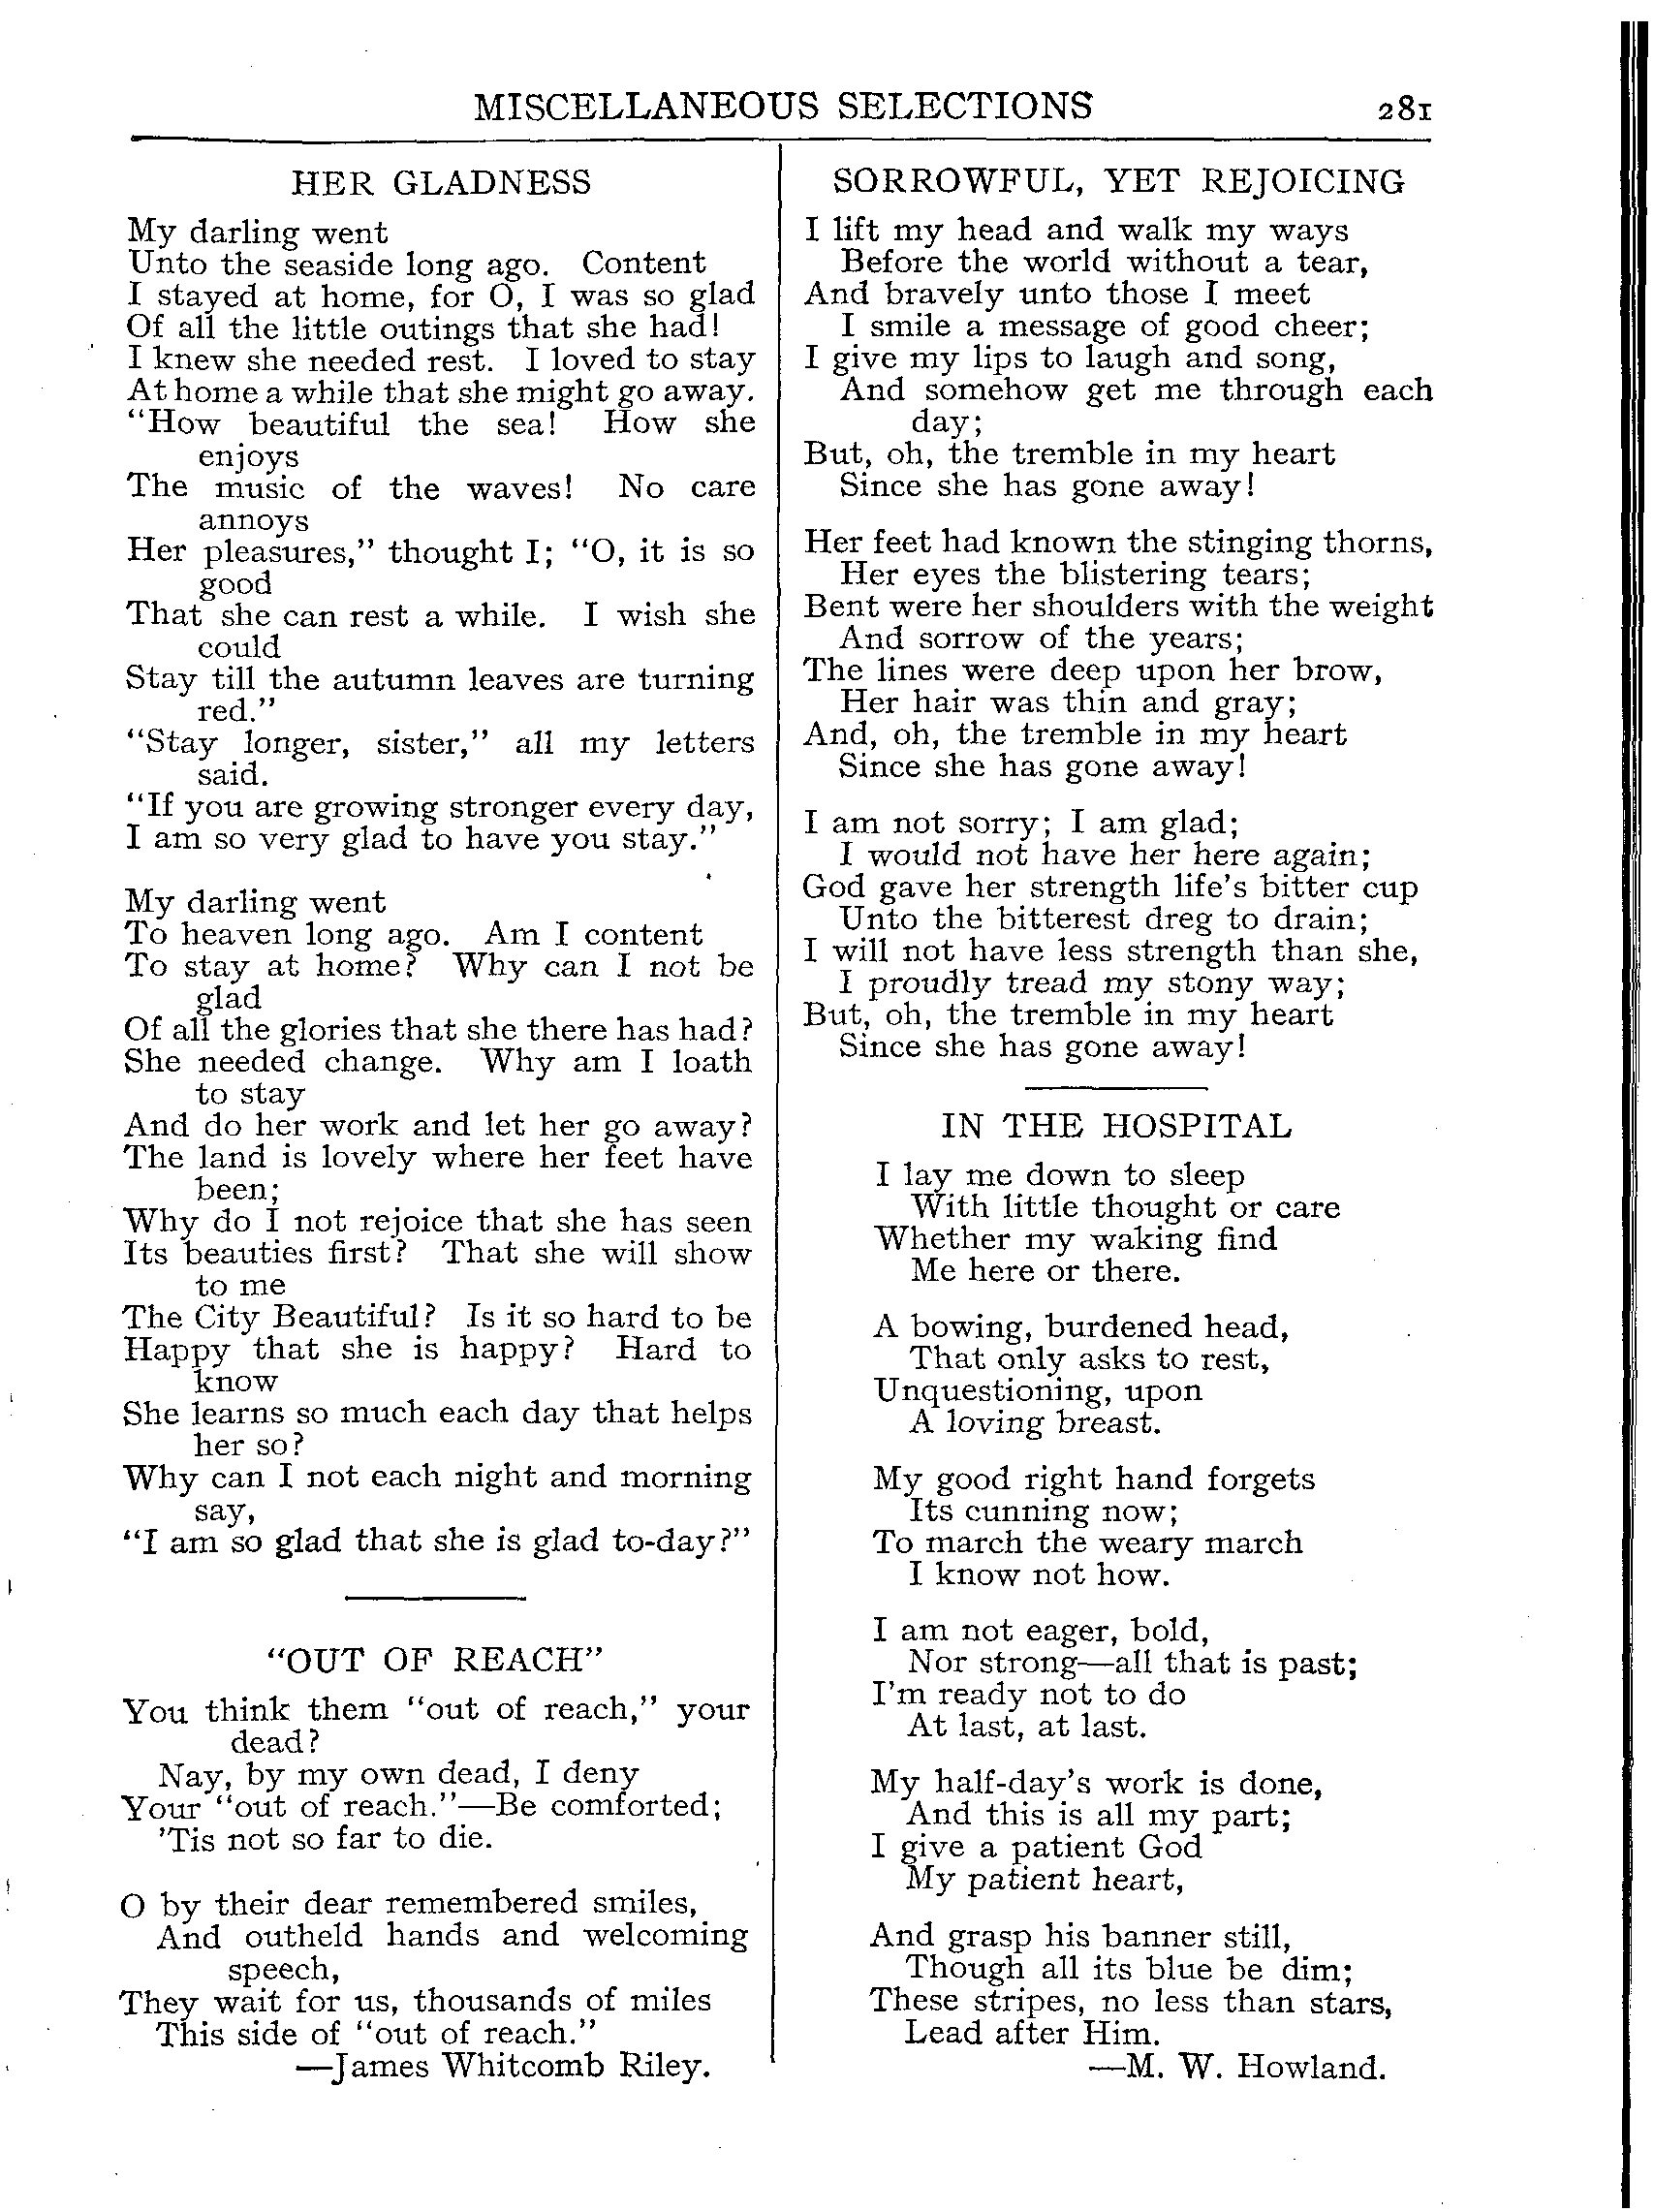 MISCELLANEOUS SELECTIONS 281
HER GLADNESS
My darling went
Unto the seaside long ago. Content
I stayed at home, for O, I was so glad
Of all the little outings that she had!
I knew she needed rest. I loved to stay
At home a while that she might go away.
"How beautiful the sea! How she
enjoys
The music of the waves! No care
annoys
Her pleasures," thought I; "O, it is so
good
That she can rest a while. I wish she
could
Stay till the autumn leaves are turning
red."
"Stay longer, sister," all my letters
said.
"If you are growing stronger every day,
I am so very glad to have you stay."
My darling went
To heaven long ago. Am I content
To stay at home? Why can I not be
glad
Of all the glories that she there has had?
She needed change. Why am I loath
to stay
And do her work and let her go away?
The land is lovely where her feet have
been;
Why do I not rejoice that she has seen
Its beauties first? That she will show
to me
The City Beautiful? Is it so hard to be
Happy that she is happy? Hard to
know
She learns so much each day that helps
her so?
Why can I not each night and morning
say,
"I am so glad that she is glad to-day?"
"OUT OF REACH"
You think them "out of reach," your
dead?
Nay, by my own dead, I deny
Your "out of reach."—Be comforted;
'Tis not so far to die.
O by their dear remembered smiles,
And outheld hands and welcoming
speech,
They wait for us, thousands of miles
This side of "out of reach."
—James Whitcomb Riley.
SORROWFUL, YET REJOICING
I lift my head and walk my ways
Before the world without a tear,
And bravely unto those I meet
I smile a message of good cheer;
I give my lips to laugh and song,
And somehow get me through each
day;
But, oh, the tremble in my heart
Since she has gone away!
Her feet had known the stinging thorns,
Her eyes the blistering tears;
Bent were her shoulders with the weight
And sorrow of the years;
The lines were deep upon her brow,
Her hair was thin and gray;
And, oh, the tremble in my heart
Since she has gone away!
I am not sorry; I am glad;
I would not have her here again;
God gave her strength life's bitter cup
Unto the bitterest dreg to drain;
I will not have less strength than she,
I proudly tread my stony way;
But, oh, the tremble in my heart
Since she has gone away!
IN THE HOSPITAL
I lay me down to sleep
With little thought or care
Whether my waking find
Me here or there.
A bowing, burdened head,
That only asks to rest,
Unquestioning, upon
A loving breast.
My good right hand forgets
Its cunning now;
To march the weary march
I know not how.
I am not eager, bold,
Nor strong—all that is past;
I'm ready not to do
At last, at last.
My half-day's work is done,
And this is all my part;
I give a patient God
My patient heart,
And grasp his banner still,
Though all its blue be dim;
These stripes, no less than stars,
Lead after Him.
—M. W. Howland.